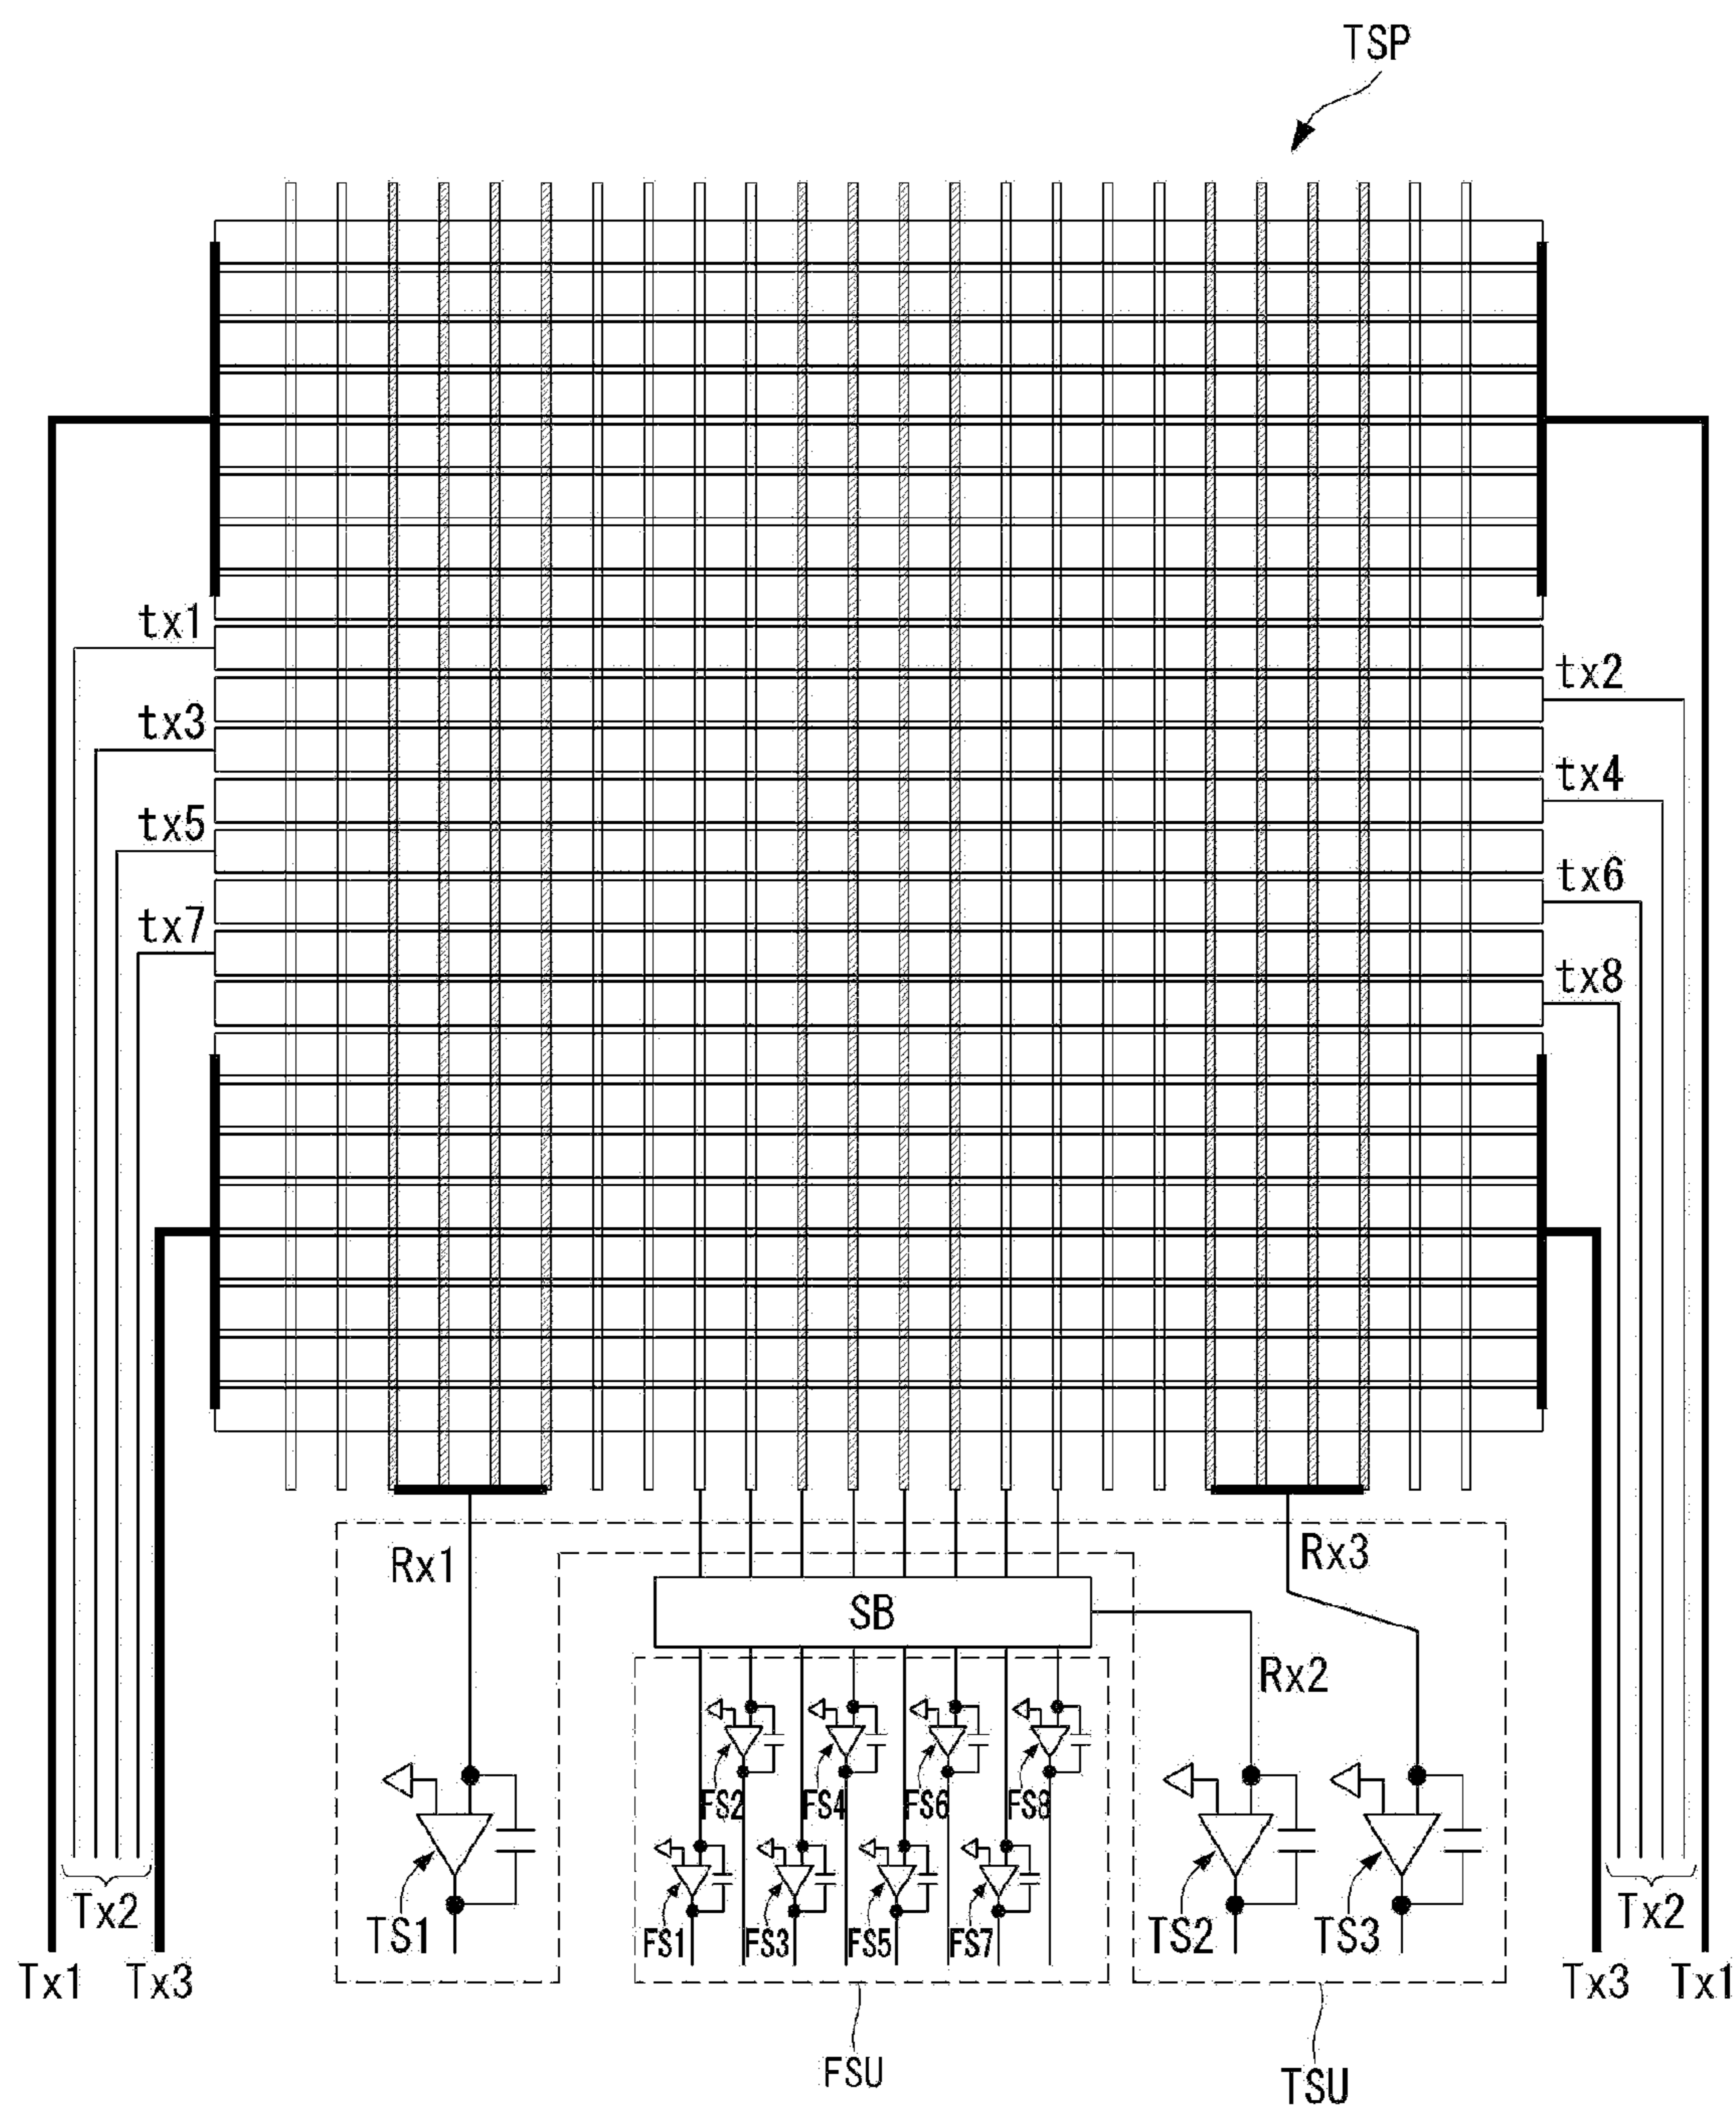 TSP
tx1
tx2
tx3
tx4
tx5
tx6
tx7
tx8
Rx1
Rx3
SB
Rx2
FS2 FS4 FS6 FS8
Tx2
TS1
FS1 FS3 FS5 FS7
TS2 TS3
Tx2
Tx1 Tx3
Tx3 Tx1
FSU
TSU